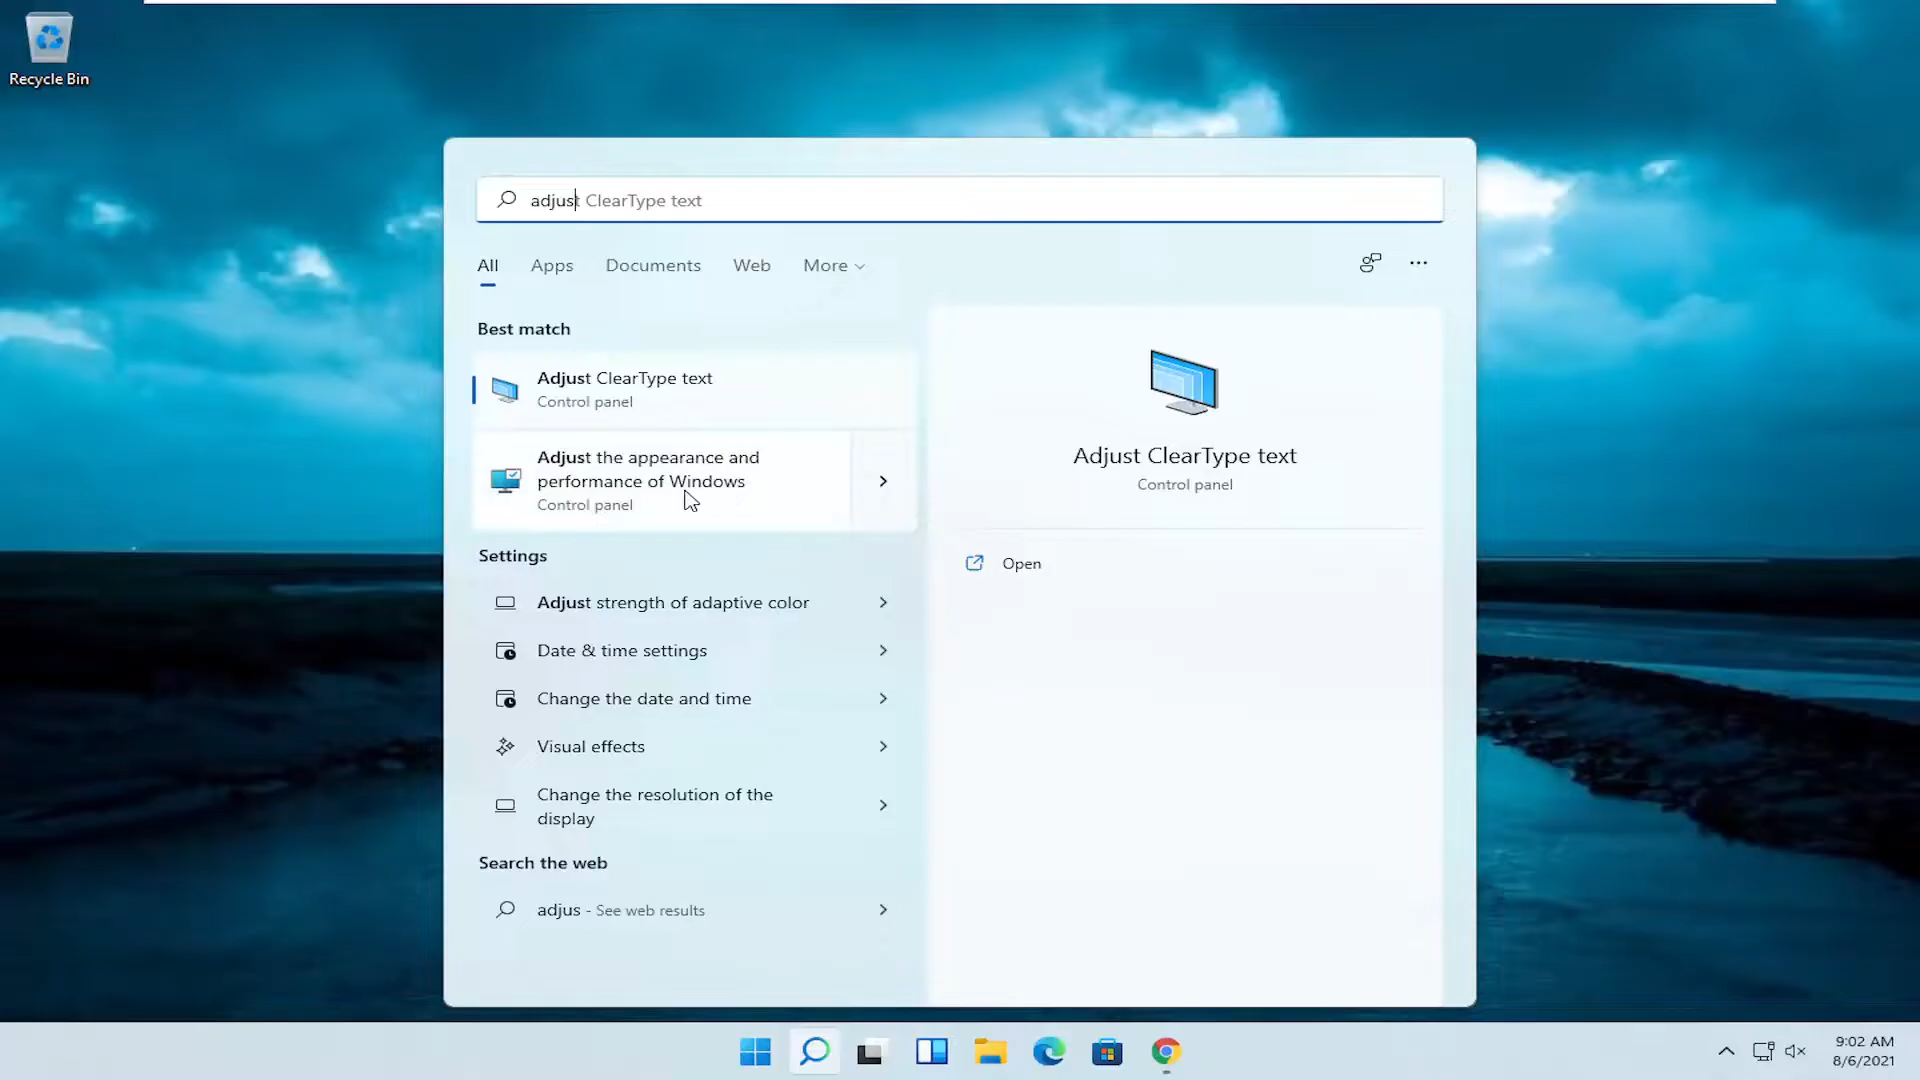 Recycle Bin
adjust ClearType text
All Apps Documents Web More
Best match
Adjust ClearType text
Control panel
Adjust the appearance and
performance of Windows
Control panel
Settings
Adjust strength of adaptive color
Date & time settings
Change the date and time
Visual effects
Change the resolution of the
display
Search the web
adjus - See web results
Adjust ClearType text
Control panel
Open
9:02 AM
8/6/2021